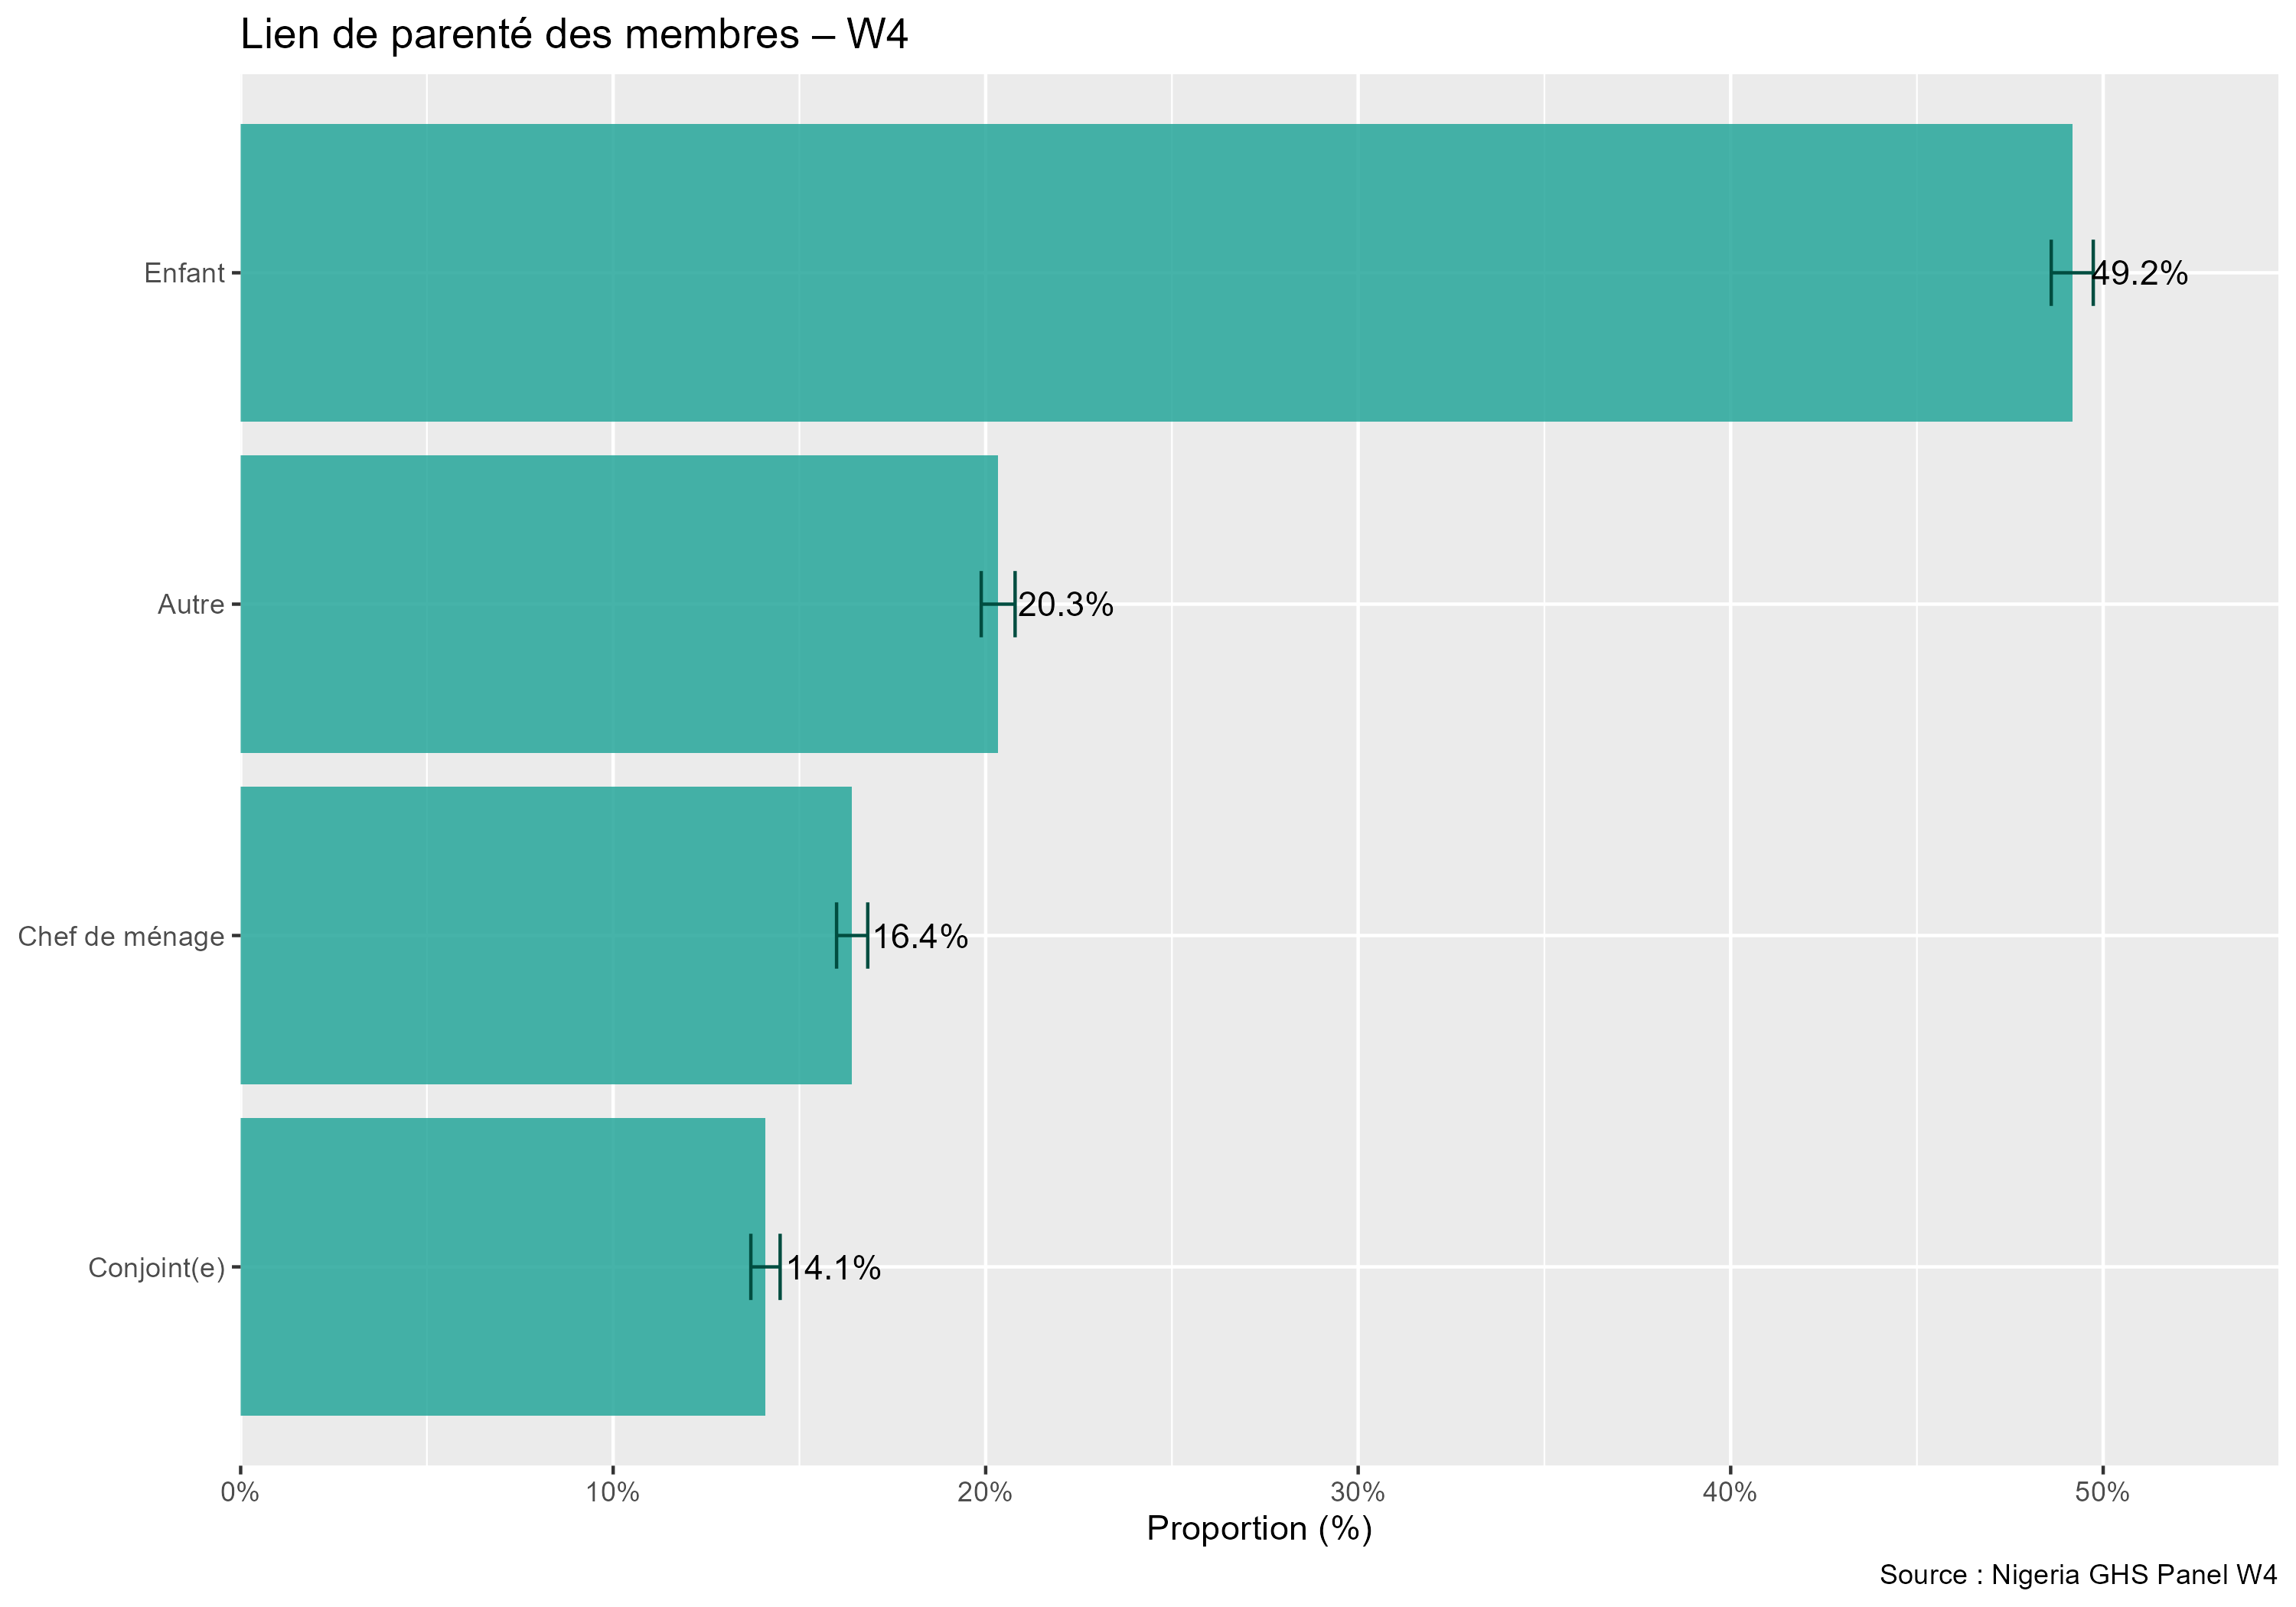 Lien de parenté des membres – W4
Enfant
49.2%
Autre
20.3%
Chef de ménage
16.4%
Conjoint(e)
14.1%
0% 10% 20% 30% 40% 50%
Proportion (%)
Source : Nigeria GHS Panel W4